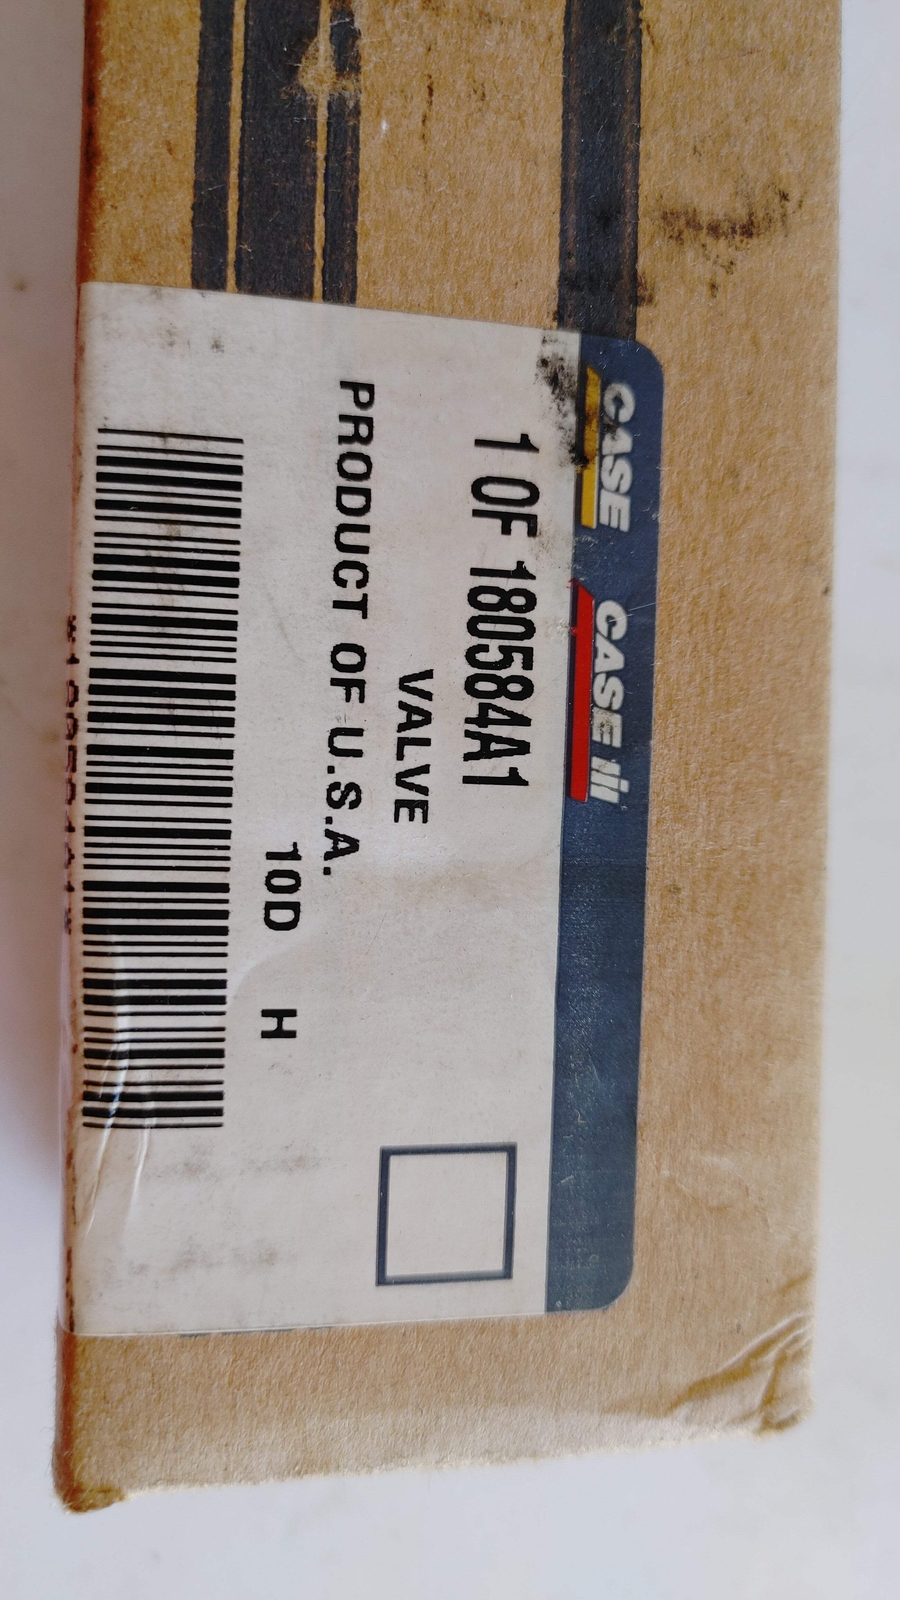 CASE CASE IH
1 OF 180584A1
VALVE
PRODUCT OF U.S.A.
10D H